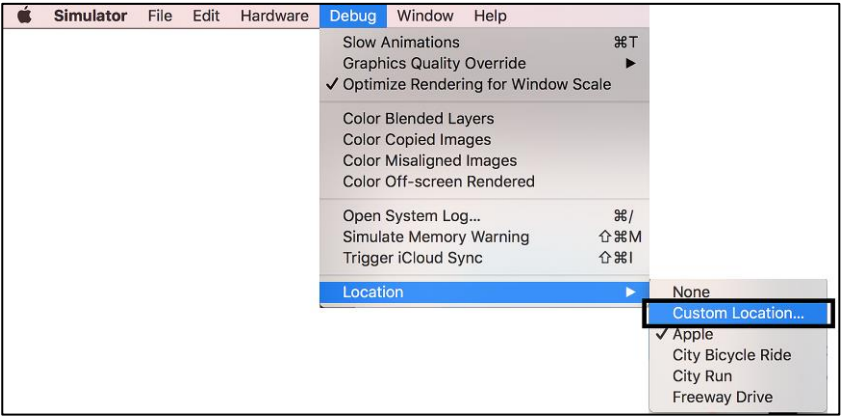 Simulator File Edit Hardware Debug Window Help
Slow Animations ⌘T
Graphics Quality Override ▶
✓ Optimize Rendering for Window Scale
Color Blended Layers
Color Copied Images
Color Misaligned Images
Color Off-screen Rendered
Open System Log... ⌘/
Simulate Memory Warning ⇧⌘M
Trigger iCloud Sync ⇧⌘I
Location ▶
None
Custom Location...
✓ Apple
City Bicycle Ride
City Run
Freeway Drive